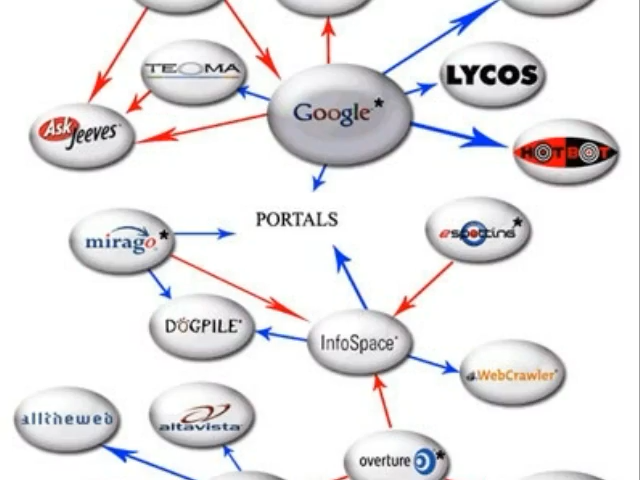 TEOMA
LYCOS
Google*
Ask Jeeves
HOTBOT
PORTALS
mirago*
espotting*
DOGPILE
InfoSpace
WebCrawler
alltheweb
altavista
overture*